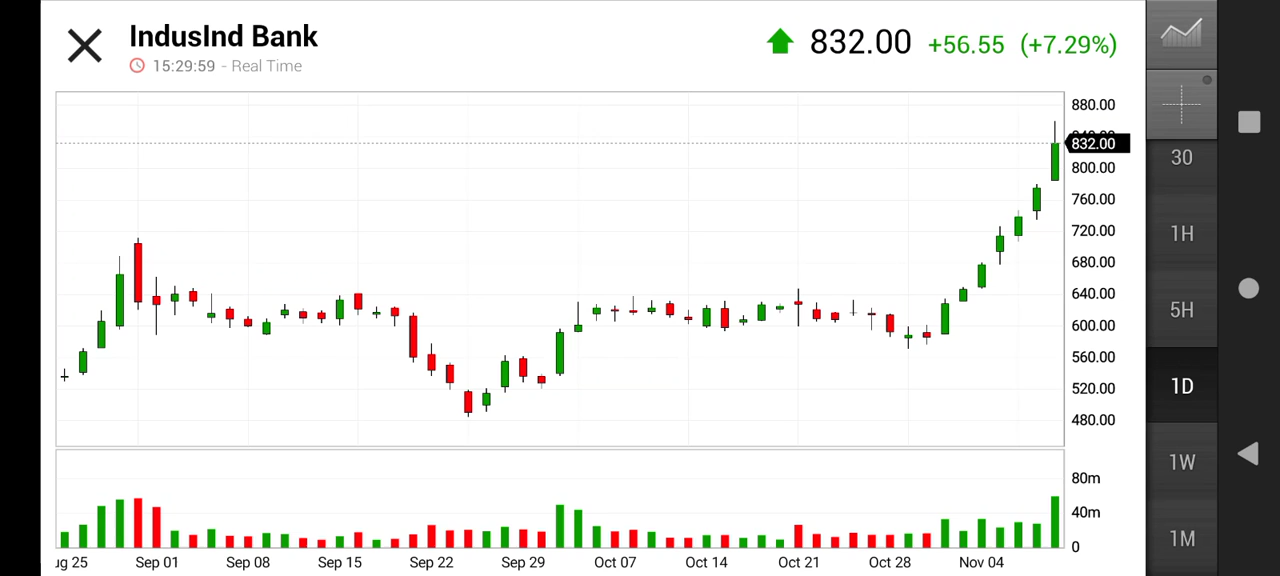 IndusInd Bank
832.00 +56.55 (+7.29%)
15:29:59 - Real Time
880.00
832.00
800.00
760.00
720.00
680.00
640.00
600.00
560.00
520.00
480.00
80m
40m
0
ug 25 Sep 01 Sep 08 Sep 15 Sep 22 Sep 29 Oct 07 Oct 14 Oct 21 Oct 28 Nov 04
30
1H
5H
1D
1W
1M